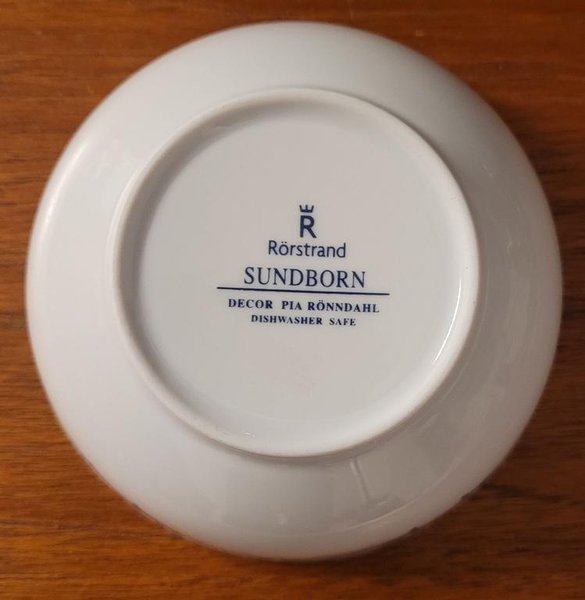 R
Rörstrand
SUNDBORN
DECOR PIA RÖNNDAHL
DISHWASHER SAFE